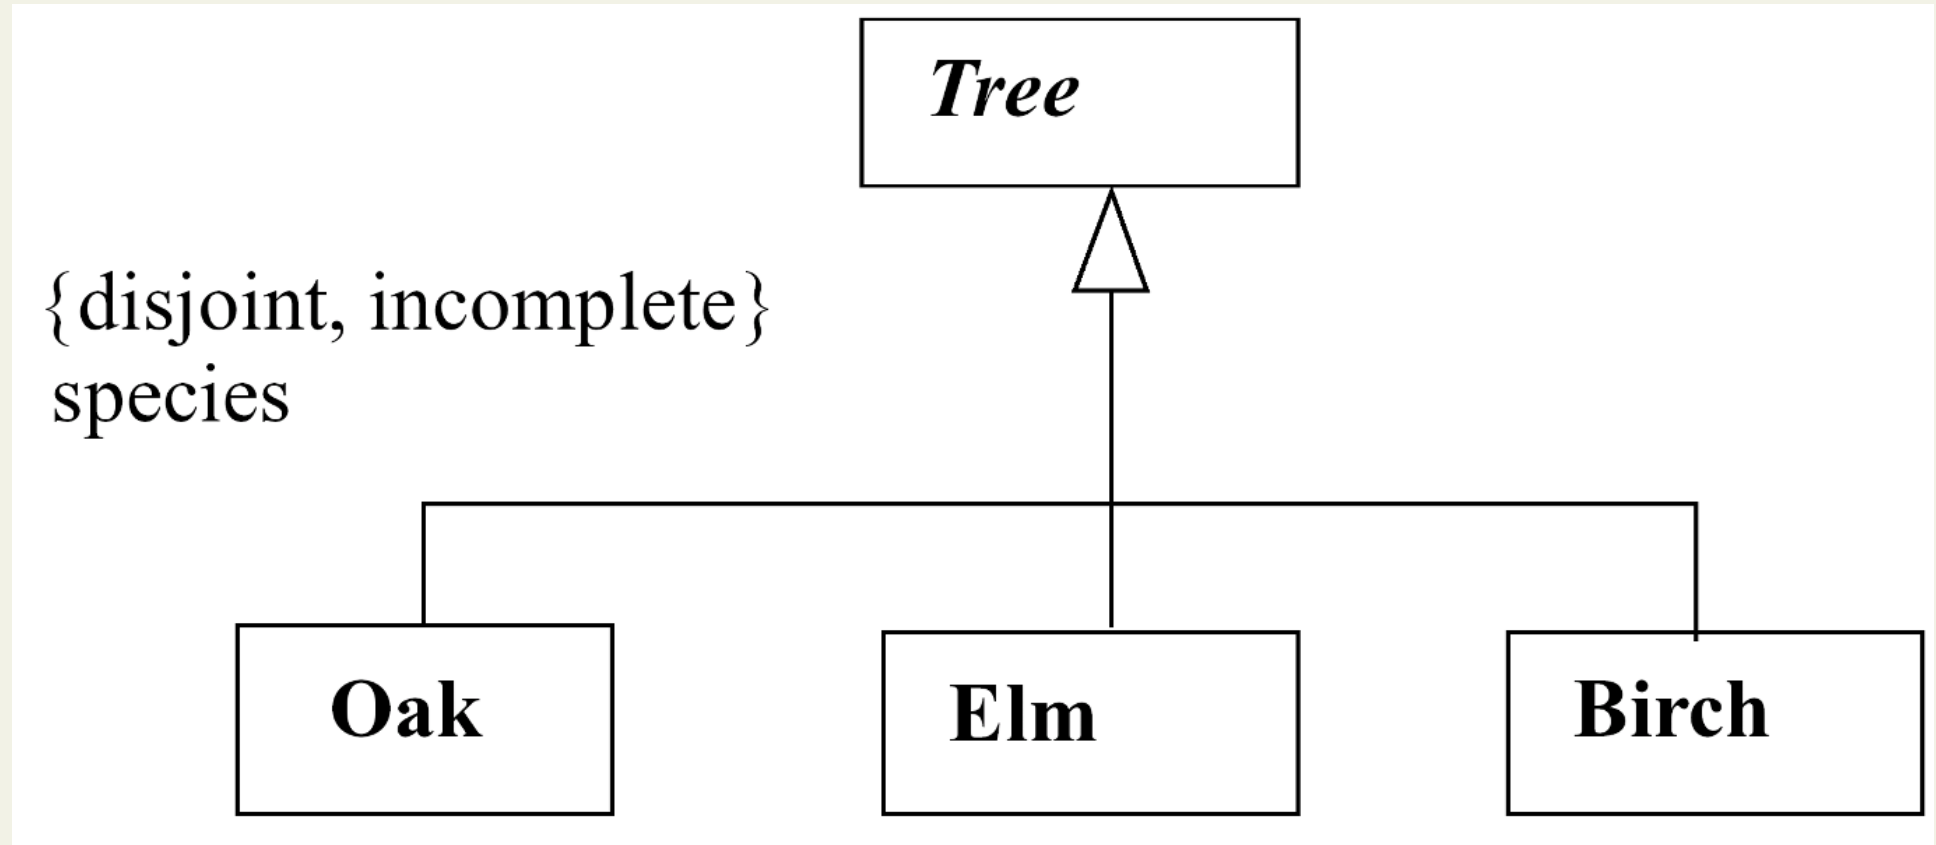 Tree
{disjoint, incomplete}
species
Oak
Elm
Birch